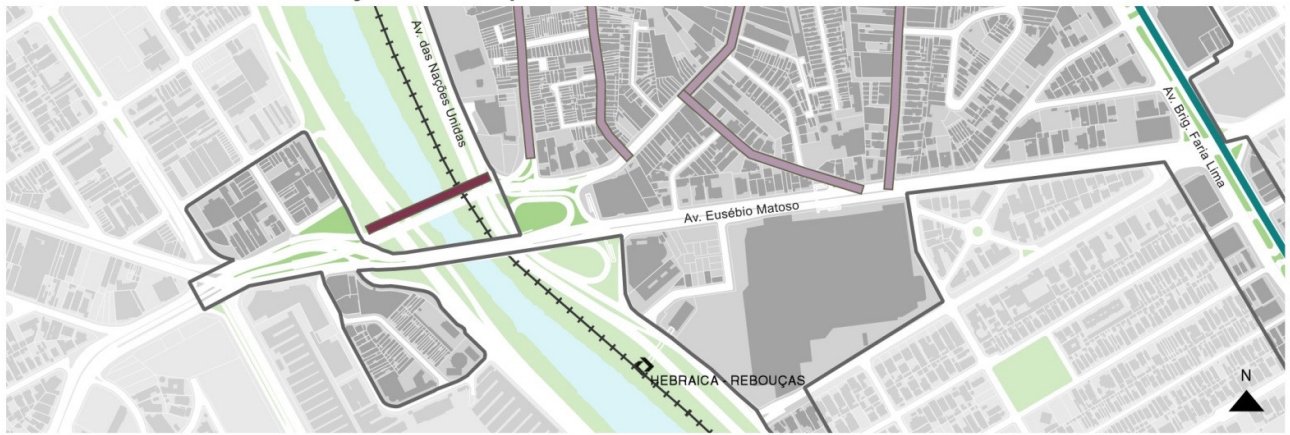 Av. das Nações Unidas
Av. Brig. Faria Lima
Av. Eusébio Matoso
HEBRAICA - REBOUÇAS
N